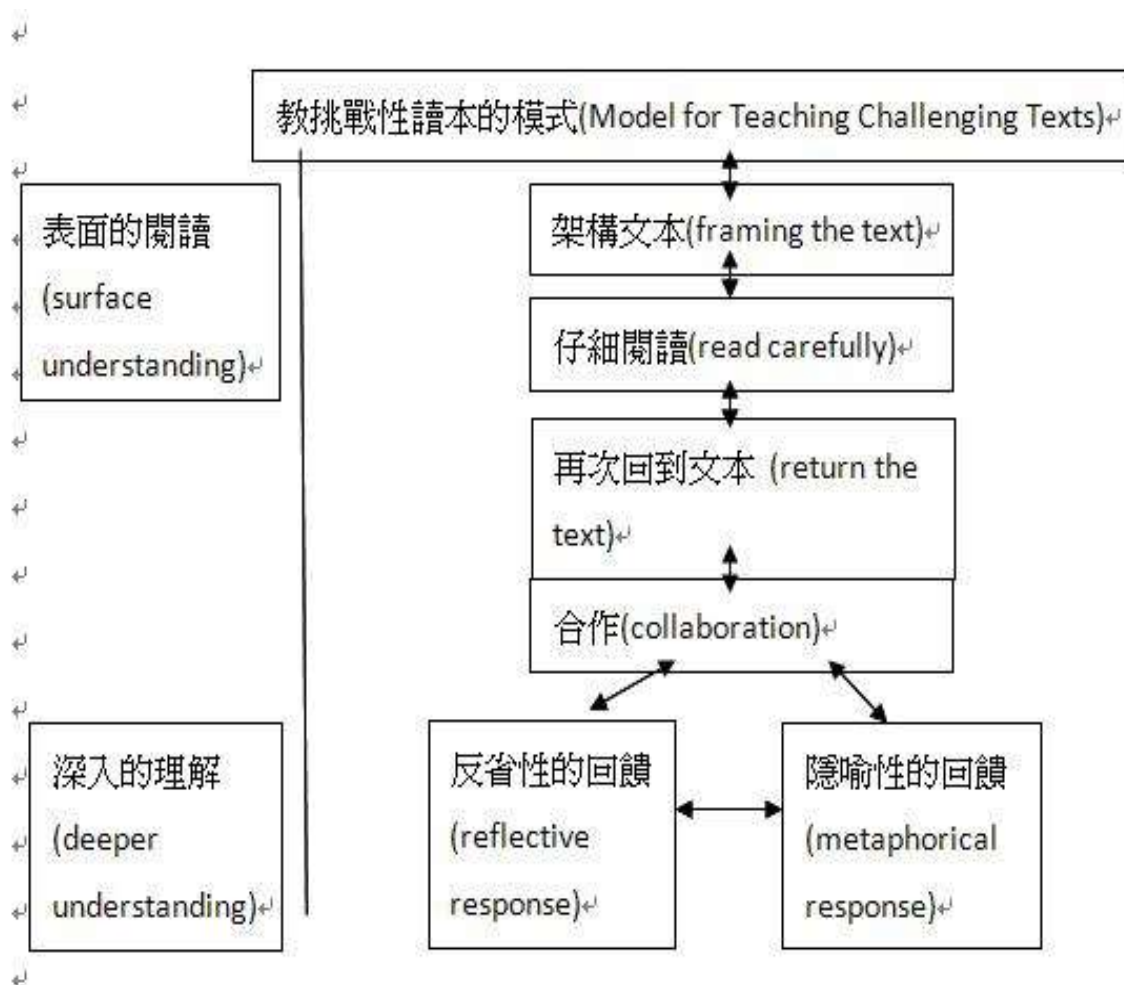 教挑戰性讀本的模式(Model for Teaching Challenging Texts)
表面的閱讀
(surface
understanding)
架構文本(framing the text)
仔細閱讀(read carefully)
再次回到文本 (return the
text)
合作(collaboration)
深入的理解
(deeper
understanding)
反省性的回饋
(reflective
response)
隱喻性的回饋
(metaphorical
response)